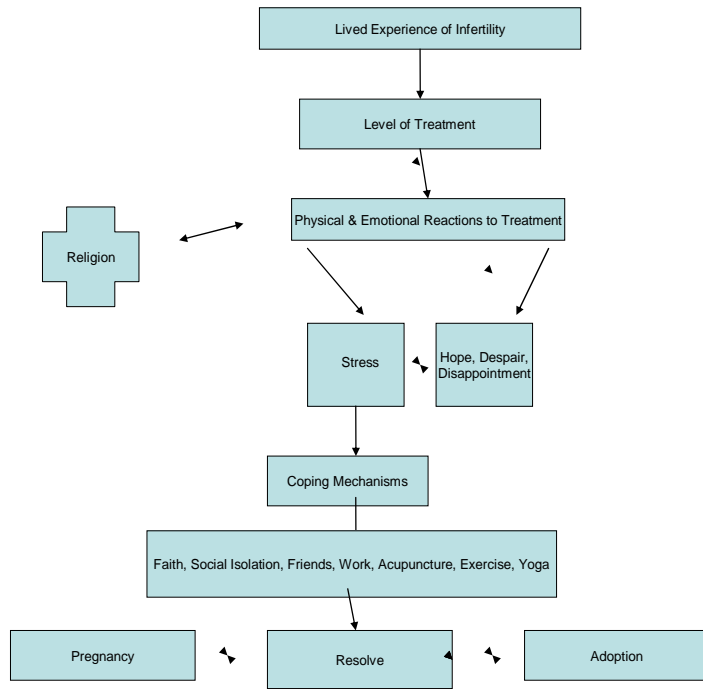 Lived Experience of Infertility
Level of Treatment
Physical & Emotional Reactions to Treatment
Religion
Stress
Hope, Despair,
Disappointment
Coping Mechanisms
Faith, Social Isolation, Friends, Work, Acupuncture, Exercise, Yoga
Pregnancy
Resolve
Adoption